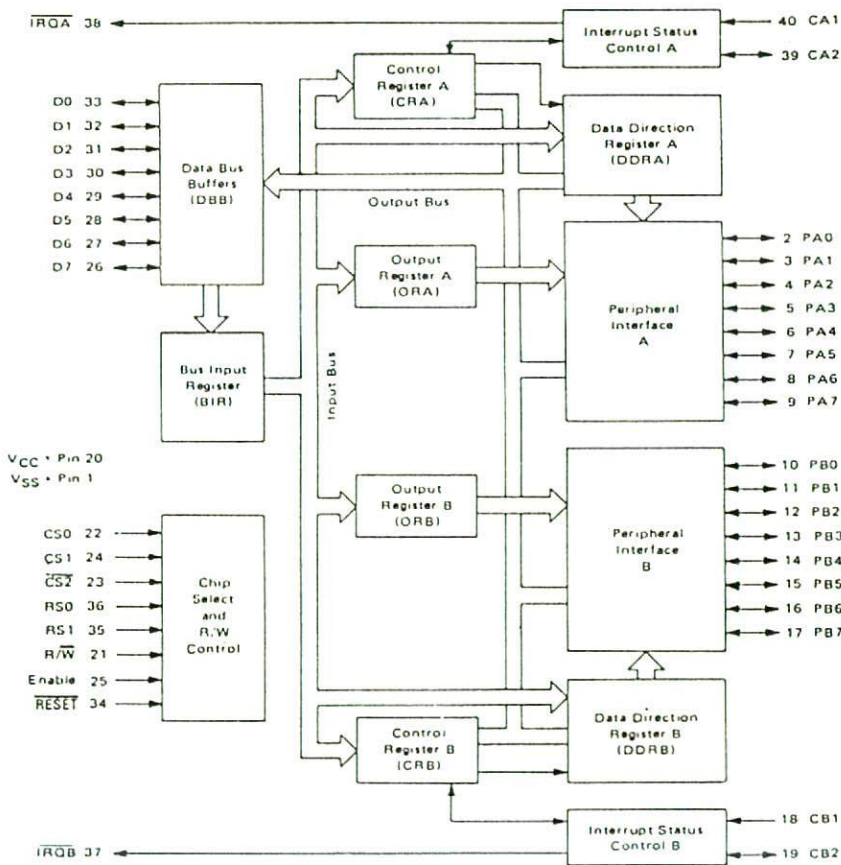 IRQA 38
Interrupt Status
Control A
40 CA1
39 CA2
Control
Register A
(CRA)
D0 33
D1 32
D2 31
D3 30
D4 29
D5 28
D6 27
D7 26
Data Bus
Buffers
(DBB)
Data Direction
Register A
(DDRA)
Output Bus
Output
Register A
(ORA)
Peripheral
Interface
A
2 PA0
3 PA1
4 PA2
5 PA3
6 PA4
7 PA5
8 PA6
9 PA7
Bus Input
Register
(BIR)
Input Bus
VCC = Pin 20
VSS = Pin 1
Output
Register B
(ORB)
Peripheral
Interface
B
10 PB0
11 PB1
12 PB2
13 PB3
14 PB4
15 PB5
16 PB6
17 PB7
CS0 22
CS1 24
CS2 23
RS0 36
RS1 35
R/W 21
Enable 25
RESET 34
Chip
Select
and
R/W
Control
Control
Register B
(CRB)
Data Direction
Register B
(DDRB)
Interrupt Status
Control B
18 CB1
19 CB2
IRQB 37